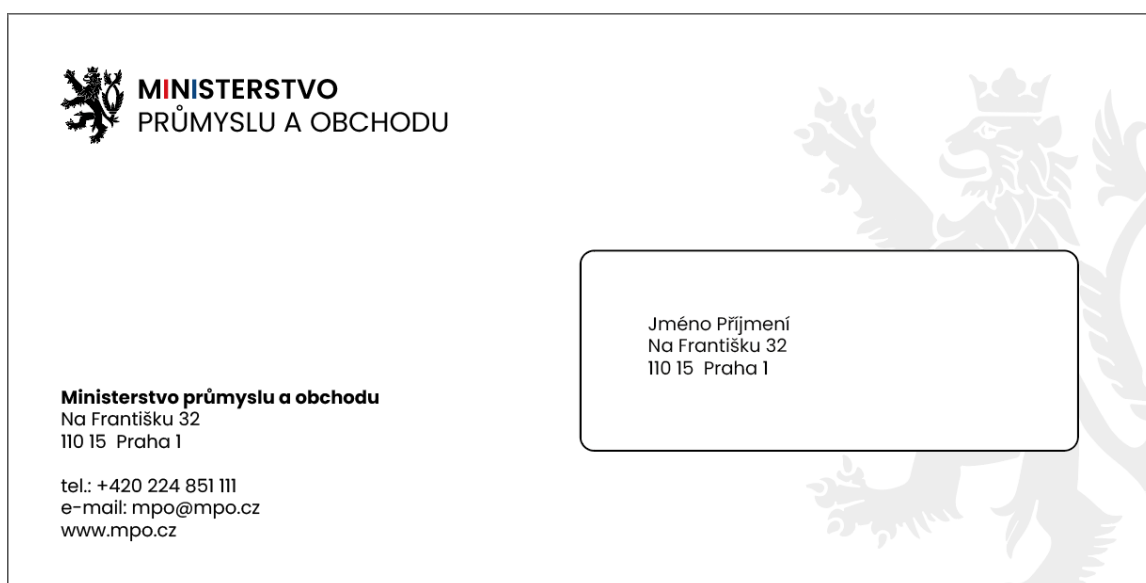 MINISTERSTVO
PRŮMYSLU A OBCHODU
Jméno Příjmení
Na Františku 32
110 15  Praha 1
Ministerstvo průmyslu a obchodu
Na Františku 32
110 15  Praha 1
tel.: +420 224 851 111
e-mail: mpo@mpo.cz
www.mpo.cz